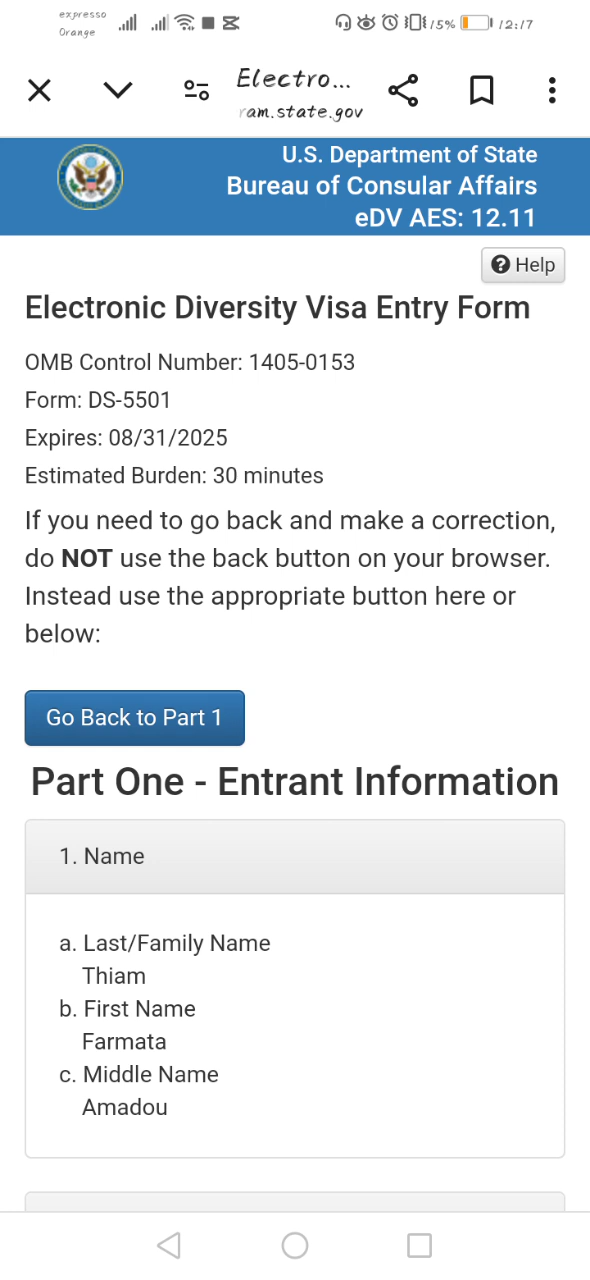 expresso
Orange
15% 12:17
Electro...
ram.state.gov
U.S. Department of State
Bureau of Consular Affairs
eDV AES: 12.11
Help
Electronic Diversity Visa Entry Form
OMB Control Number: 1405-0153
Form: DS-5501
Expires: 08/31/2025
Estimated Burden: 30 minutes
If you need to go back and make a correction,
do NOT use the back button on your browser.
Instead use the appropriate button here or
below:
Go Back to Part 1
Part One - Entrant Information
1. Name
a. Last/Family Name
Thiam
b. First Name
Farmata
c. Middle Name
Amadou